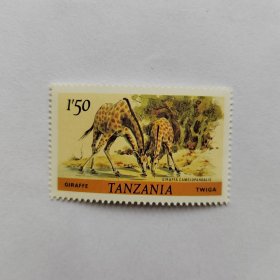 1'50
GIRAFFA CAMELOPARDALIS
GIRAFFE TANZANIA TWIGA